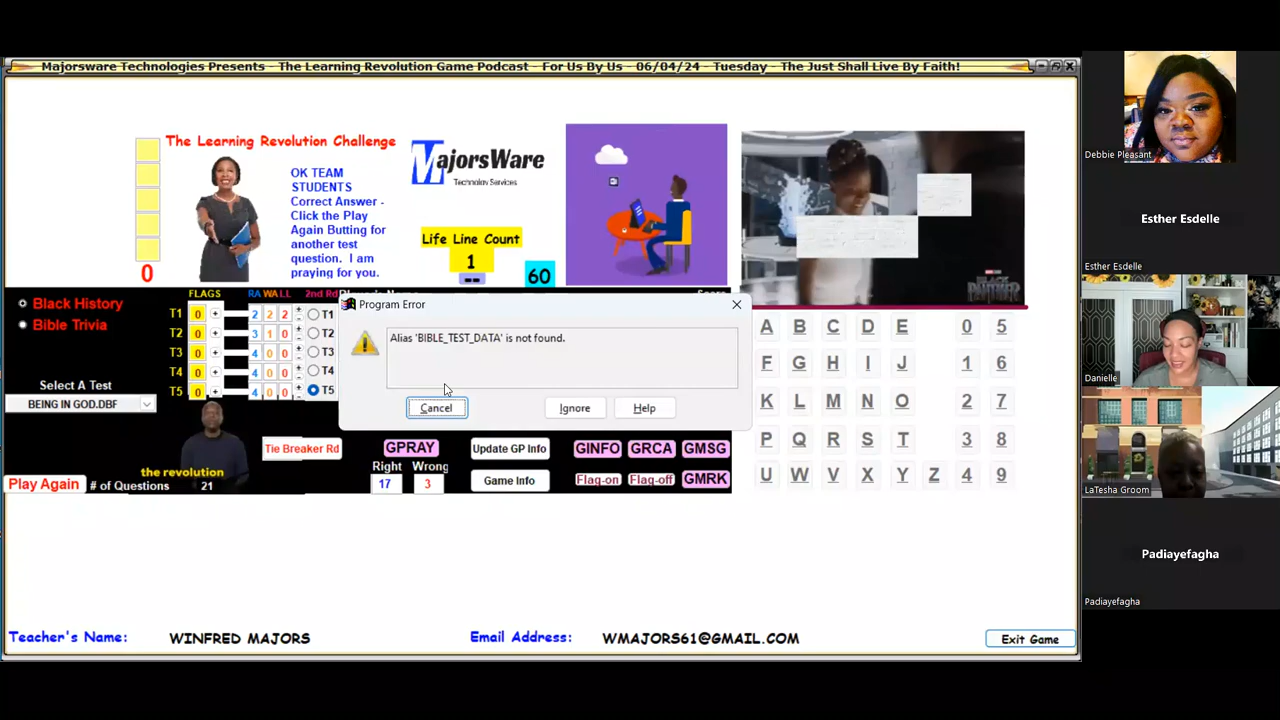 Majorsware Technologies Presents - The Learning Revolution Game Podcast - For Us By Us - 06/04/24 - Tuesday - The Just Shall Live By Faith!
The Learning Revolution Challenge
OK TEAM
STUDENTS
Correct Answer -
Click the Play
Again Butting for
another test
question. I am
praying for you.
0
MajorsWare
Technology Services
Life Line Count
1
--
60
BLACK
PANTHER
Debbie Pleasant
Esther Esdelle
Esther Esdelle
Danielle
LaTesha Groom
Padiayefagha
Padiayefagha
Black History
Bible Trivia
FLAGS RA WALL 2nd Rd
T1 0 + 2 2 2 T1
T2 0 + 3 1 0 T2
T3 0 + 4 0 0 T3
T4 0 + 4 0 0 T4
T5 0 + 4 0 0 T5
Select A Test
BEING IN GOD.DBF
Program Error
Alias 'BIBLE_TEST_DATA' is not found.
Cancel Ignore Help
A B C D E 0 5
F G H I J 1 6
K L M N O 2 7
P Q R S T 3 8
U W V X Y Z 4 9
the revolution
Tie Breaker Rd
GPRAY
Update GP Info
GINFO GRCA GMSG
Right Wrong
17 3
Game Info
Flag-on Flag-off GMRK
Play Again # of Questions 21
Teacher's Name: WINFRED MAJORS Email Address: WMAJORS61@GMAIL.COM
Exit Game